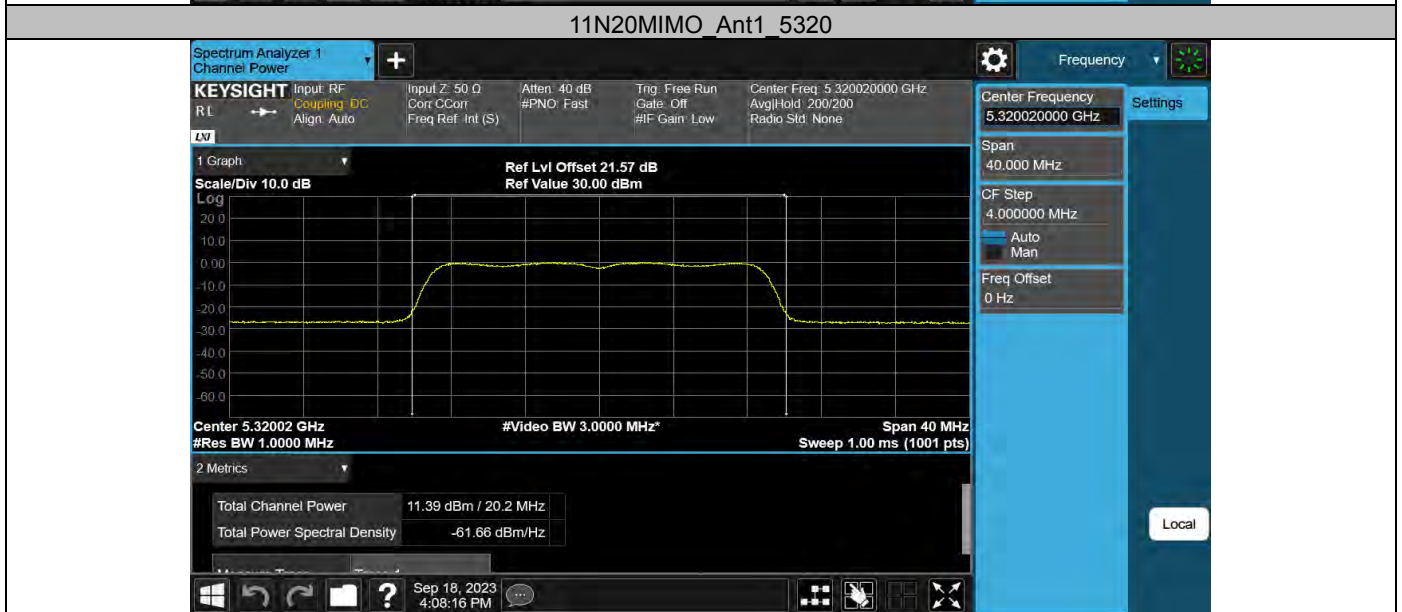 11N20MIMO_Ant1_5320
Spectrum Analyzer 1
Channel Power
+
Frequency
KEYSIGHT
RL
LXI
Input: RF
Coupling: DC
Align: Auto
Input Z: 50 Ω
Corr CCorr
Freq Ref: Int (S)
Atten: 40 dB
#PNO: Fast
Trig: Free Run
Gate: Off
#IF Gain: Low
Center Freq: 5.320020000 GHz
Avg|Hold: 200/200
Radio Std: None
Center Frequency
5.320020000 GHz
Settings
Span
40.000 MHz
CF Step
4.000000 MHz
Auto
Man
Freq Offset
0 Hz
1 Graph
Ref Lvl Offset 21.57 dB
Scale/Div 10.0 dB
Ref Value 30.00 dBm
Log
20.0
10.0
0.00
-10.0
-20.0
-30.0
-40.0
-50.0
-60.0
Center 5.32002 GHz
#Video BW 3.0000 MHz*
Span 40 MHz
#Res BW 1.0000 MHz
Sweep 1.00 ms (1001 pts)
2 Metrics
Total Channel Power 11.39 dBm / 20.2 MHz
Total Power Spectral Density -61.66 dBm/Hz
Local
?
Sep 18, 2023
4:08:16 PM